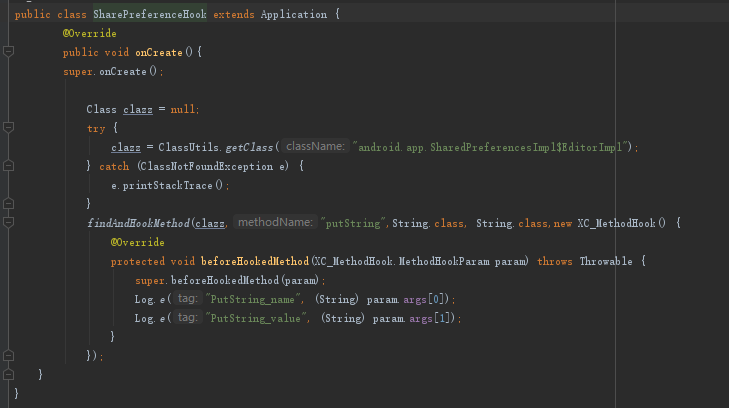 public class SharePreferenceHook extends Application {
@Override
public void onCreate(){
super.onCreate();
Class clazz = null;
try {
clazz = ClassUtils.getClass( className: "android.app.SharedPreferencesImpl$EditorImpl");
} catch (ClassNotFoundException e) {
e.printStackTrace();
}
findAndHookMethod(clazz, methodName: "putString",String.class, String.class,new XC_MethodHook() {
@Override
protected void beforeHookedMethod(XC_MethodHook.MethodHookParam param) throws Throwable {
super.beforeHookedMethod(param);
Log.e( tag: "PutString_name", (String) param.args[0]);
Log.e( tag: "PutString_value", (String) param.args[1]);
}
});
}
}